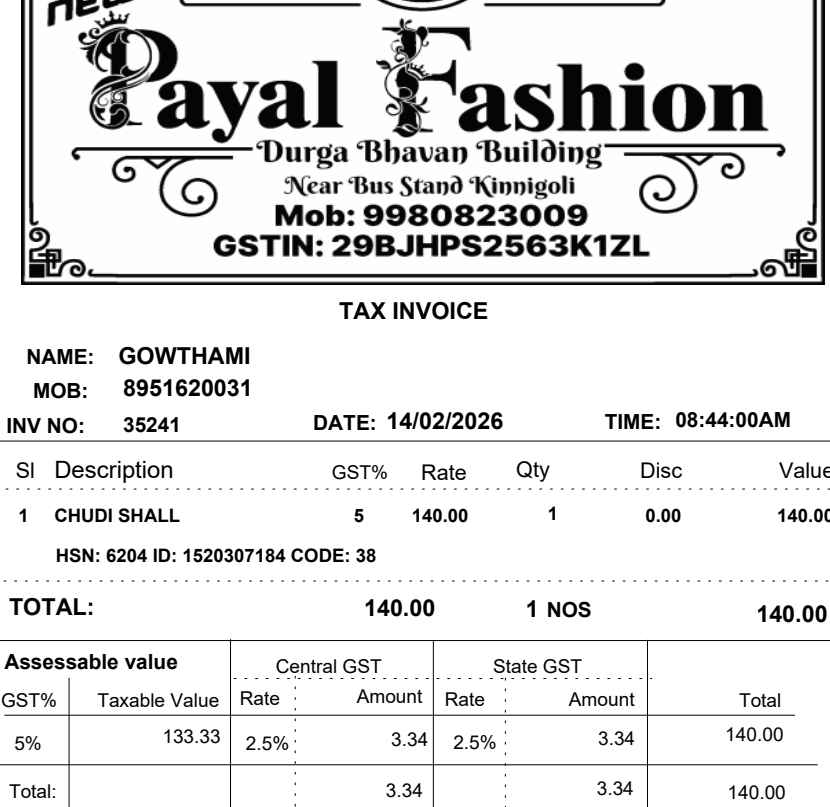 new
Payal Fashion
Durga Bhavan Building
Near Bus Stand Kinnigoli
Mob: 9980823009
GSTIN: 29BJHPS2563K1ZL
TAX INVOICE
NAME: GOWTHAMI
MOB: 8951620031
INV NO: 35241 DATE: 14/02/2026 TIME: 08:44:00AM
Sl Description GST% Rate Qty Disc Value
1 CHUDI SHALL 5 140.00 1 0.00 140.00
HSN: 6204 ID: 1520307184 CODE: 38
TOTAL: 140.00 1 NOS 140.00
Assessable value Central GST State GST
GST% Taxable Value Rate Amount Rate Amount Total
5% 133.33 2.5% 3.34 2.5% 3.34 140.00
Total: 3.34 3.34 140.00